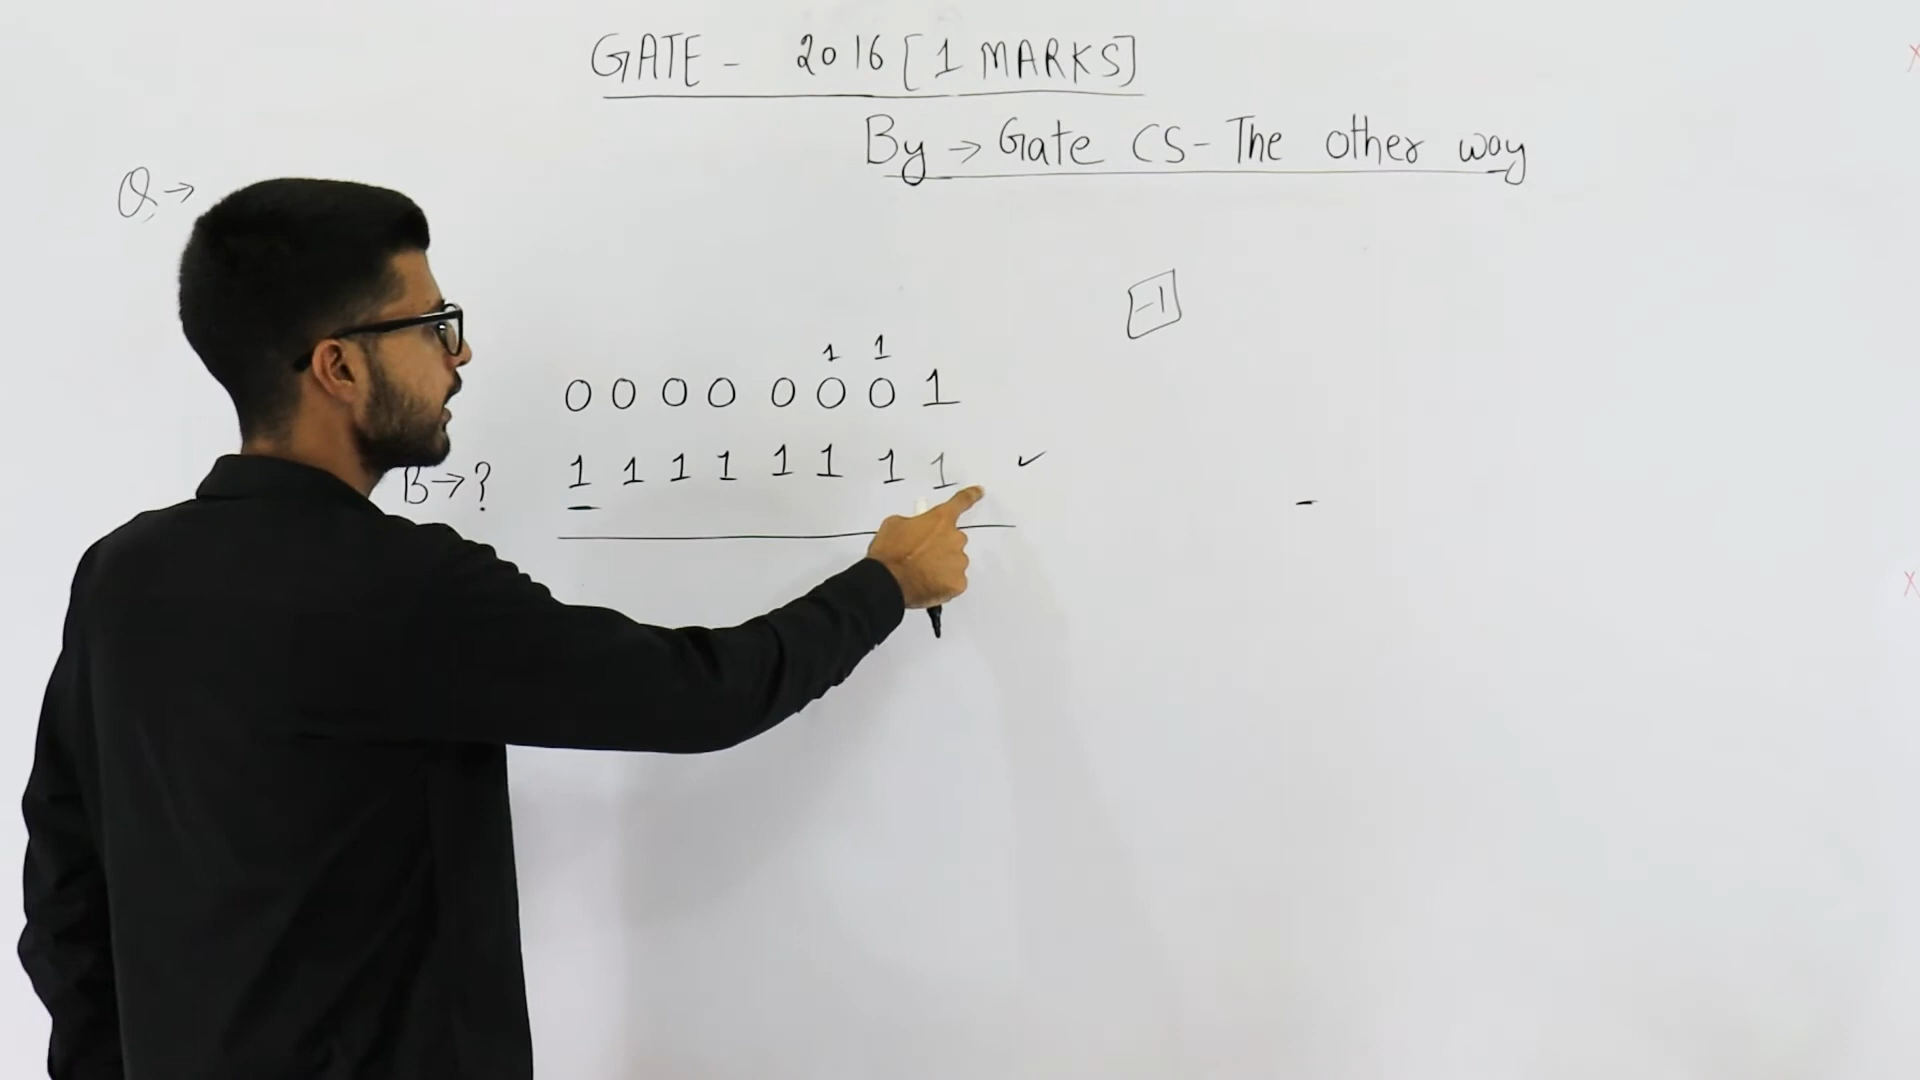 GATE - 2016 [1 MARKS]
By → Gate CS - The other way
Q →
-1
1 1
0 0 0 0 0 0 0 1
B → ? 1 1 1 1 1 1 1 1 ✓
-
x
x